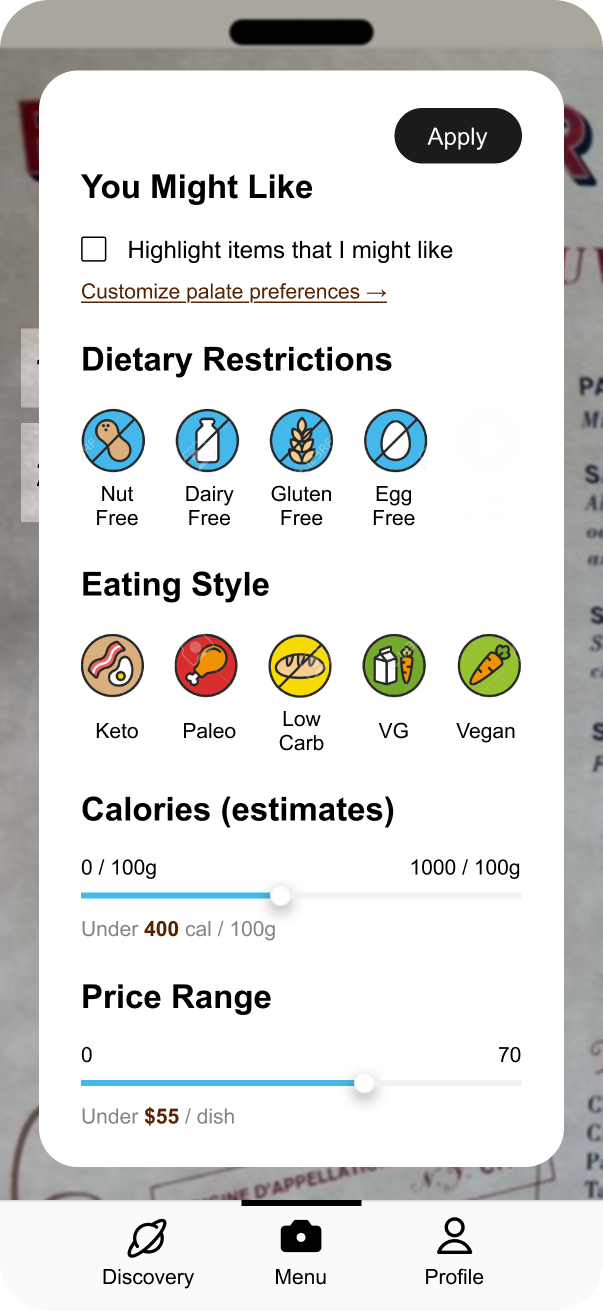 Apply
You Might Like
Highlight items that I might like
Customize palate preferences →
Dietary Restrictions
Nut Free
Dairy Free
Gluten Free
Egg Free
Eating Style
Keto
Paleo
Low Carb
VG
Vegan
Calories (estimates)
0 / 100g
1000 / 100g
Under 400 cal / 100g
Price Range
0
70
Under $55 / dish
D'APPELLATION
N.Y.
Discovery
Menu
Profile